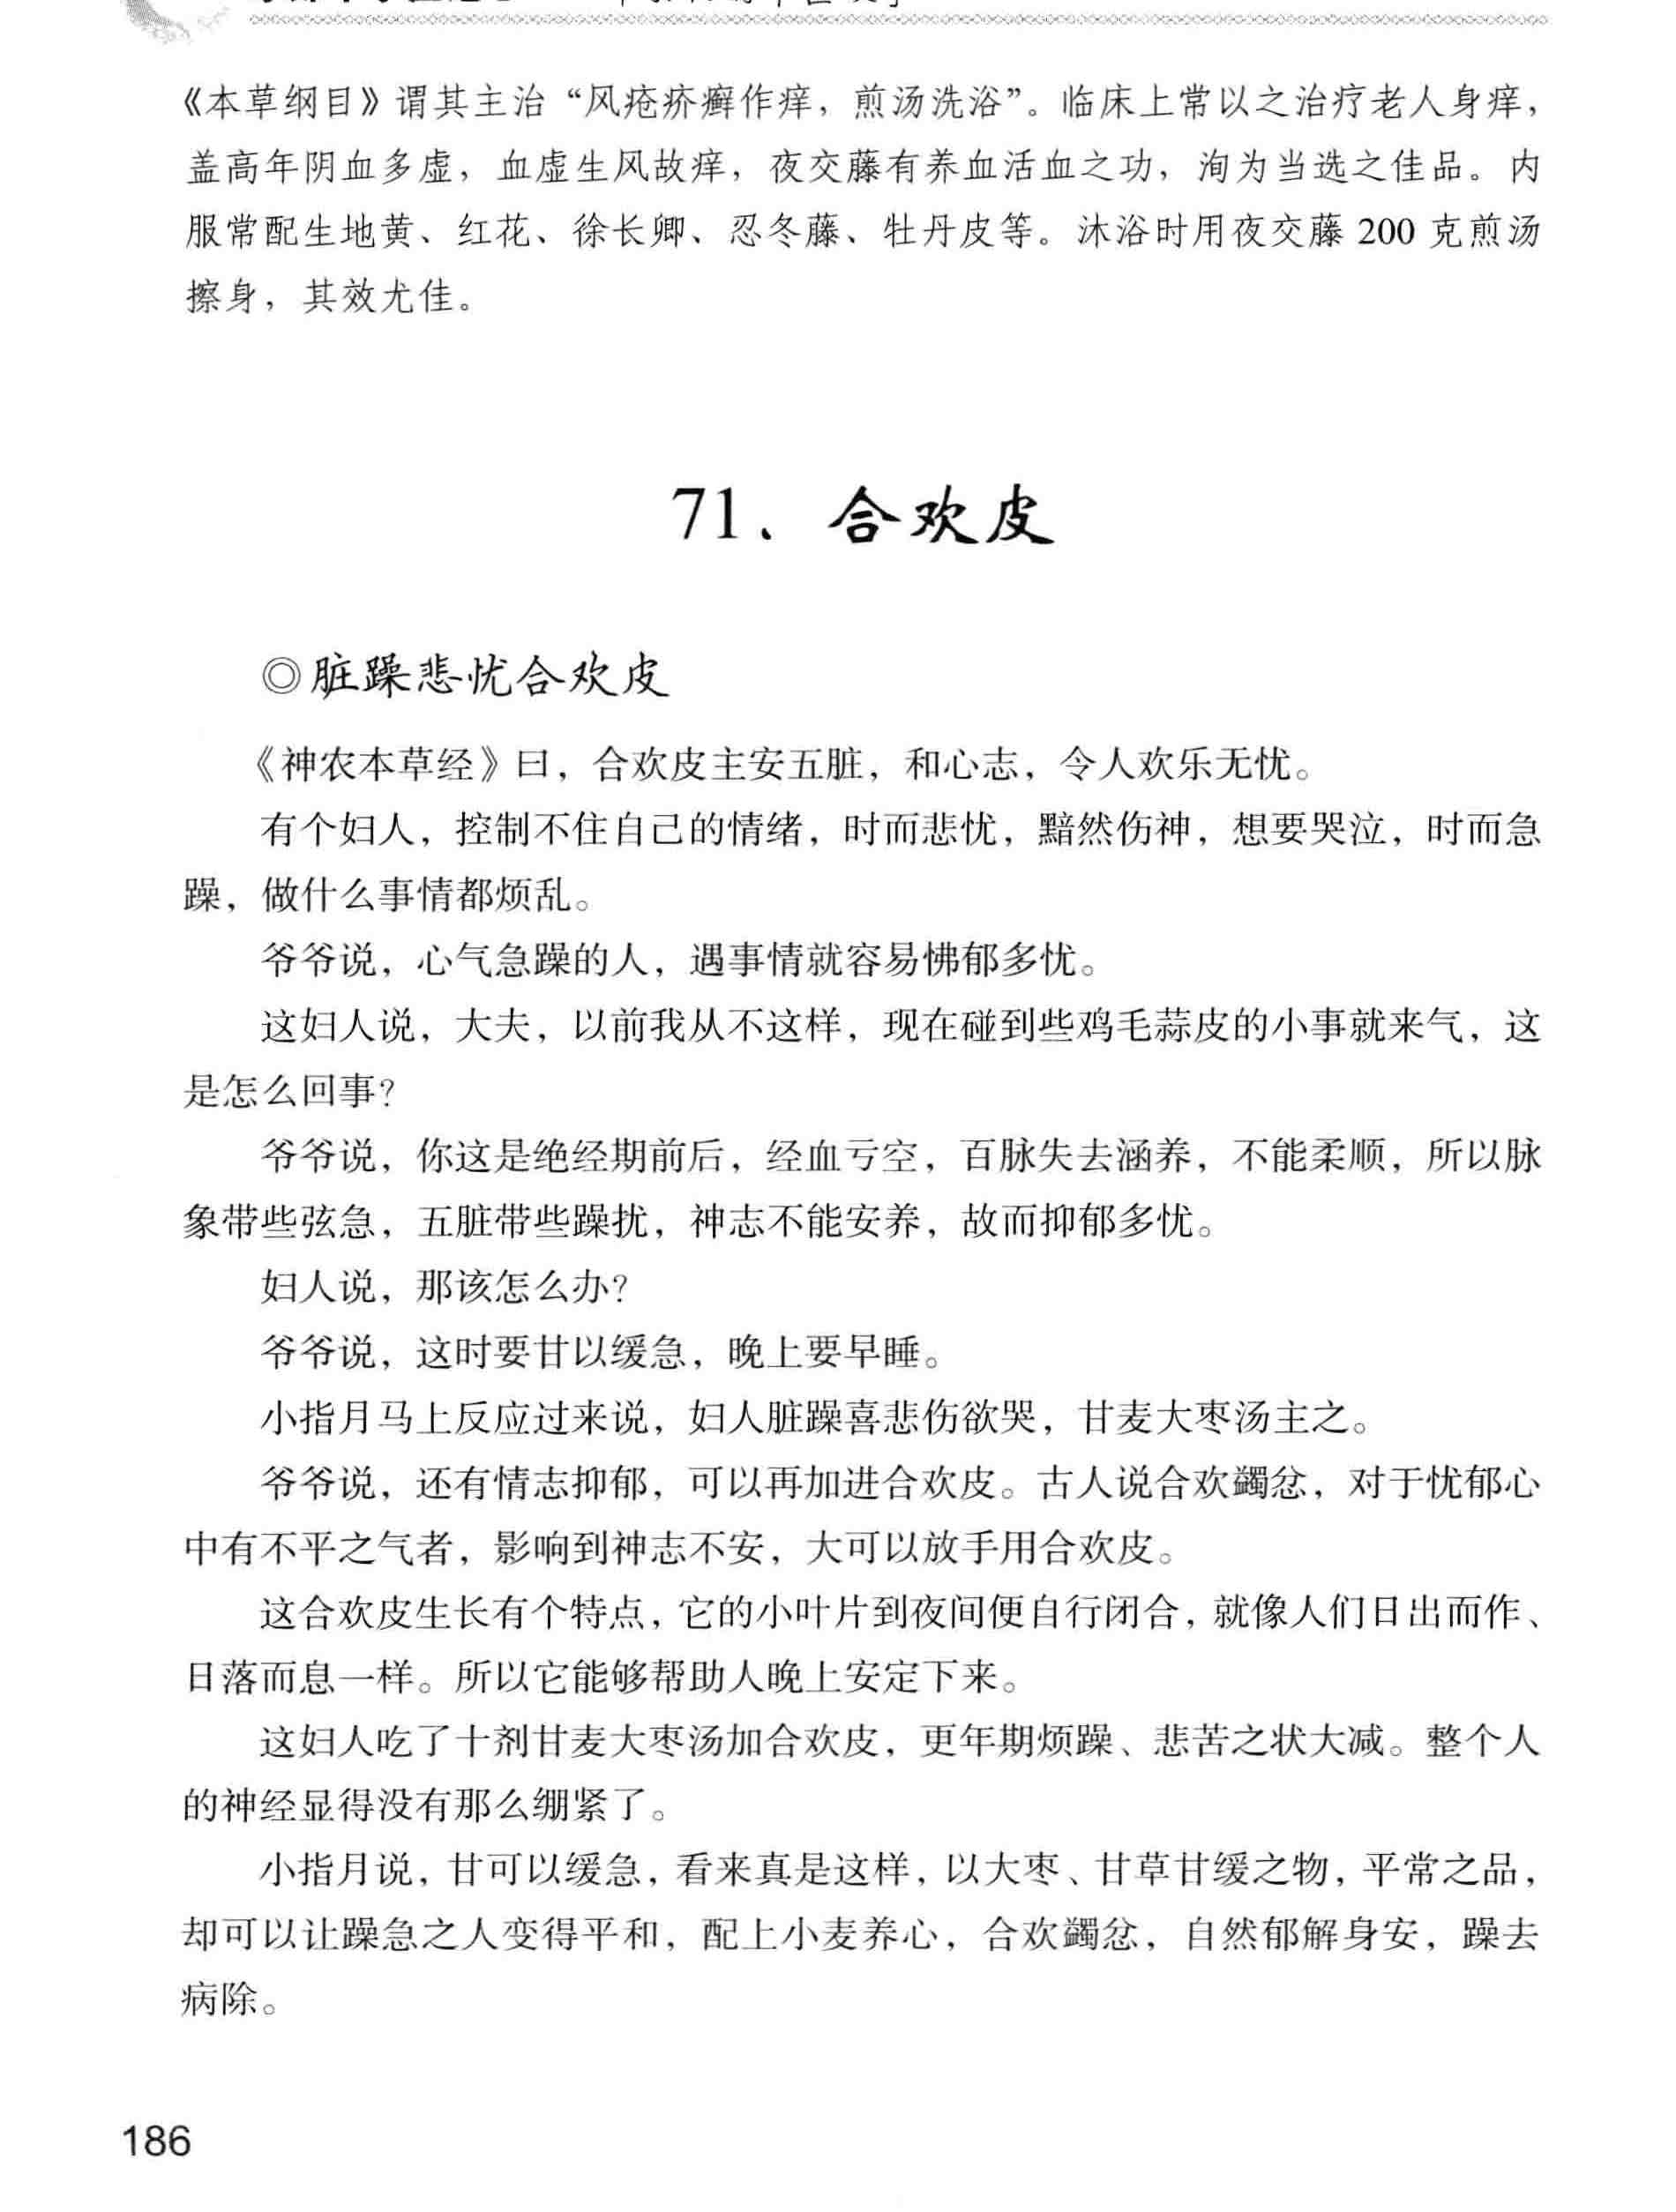 《本草纲目》谓其主治“风疮疥癣作痒，煎汤洗浴”。临床上常以之治疗老人身痒，
盖高年阴血多虚，血虚生风故痒，夜交藤有养血活血之功，洵为当选之佳品。内
服常配生地黄、红花、徐长卿、忍冬藤、牡丹皮等。沐浴时用夜交藤 200 克煎汤
擦身，其效尤佳。
71、合欢皮
◎脏躁悲忧合欢皮
《神农本草经》曰，合欢皮主安五脏，和心志，令人欢乐无忧。
有个妇人，控制不住自己的情绪，时而悲忧，黯然伤神，想要哭泣，时而急
躁，做什么事情都烦乱。
爷爷说，心气急躁的人，遇事情就容易怫郁多忧。
这妇人说，大夫，以前我从不这样，现在碰到些鸡毛蒜皮的小事就来气，这
是怎么回事？
爷爷说，你这是绝经期前后，经血亏空，百脉失去涵养，不能柔顺，所以脉
象带些弦急，五脏带些躁扰，神志不能安养，故而抑郁多忧。
妇人说，那该怎么办？
爷爷说，这时要甘以缓急，晚上要早睡。
小指月马上反应过来说，妇人脏躁喜悲伤欲哭，甘麦大枣汤主之。
爷爷说，还有情志抑郁，可以再加进合欢皮。古人说合欢蠲忿，对于忧郁心
中有不平之气者，影响到神志不安，大可以放手用合欢皮。
这合欢皮生长有个特点，它的小叶片到夜间便自行闭合，就像人们日出而作、
日落而息一样。所以它能够帮助人晚上安定下来。
这妇人吃了十剂甘麦大枣汤加合欢皮，更年期烦躁、悲苦之状大减。整个人
的神经显得没有那么绷紧了。
小指月说，甘可以缓急，看来真是这样，以大枣、甘草甘缓之物，平常之品，
却可以让躁急之人变得平和，配上小麦养心，合欢蠲忿，自然郁解身安，躁去
病除。
186